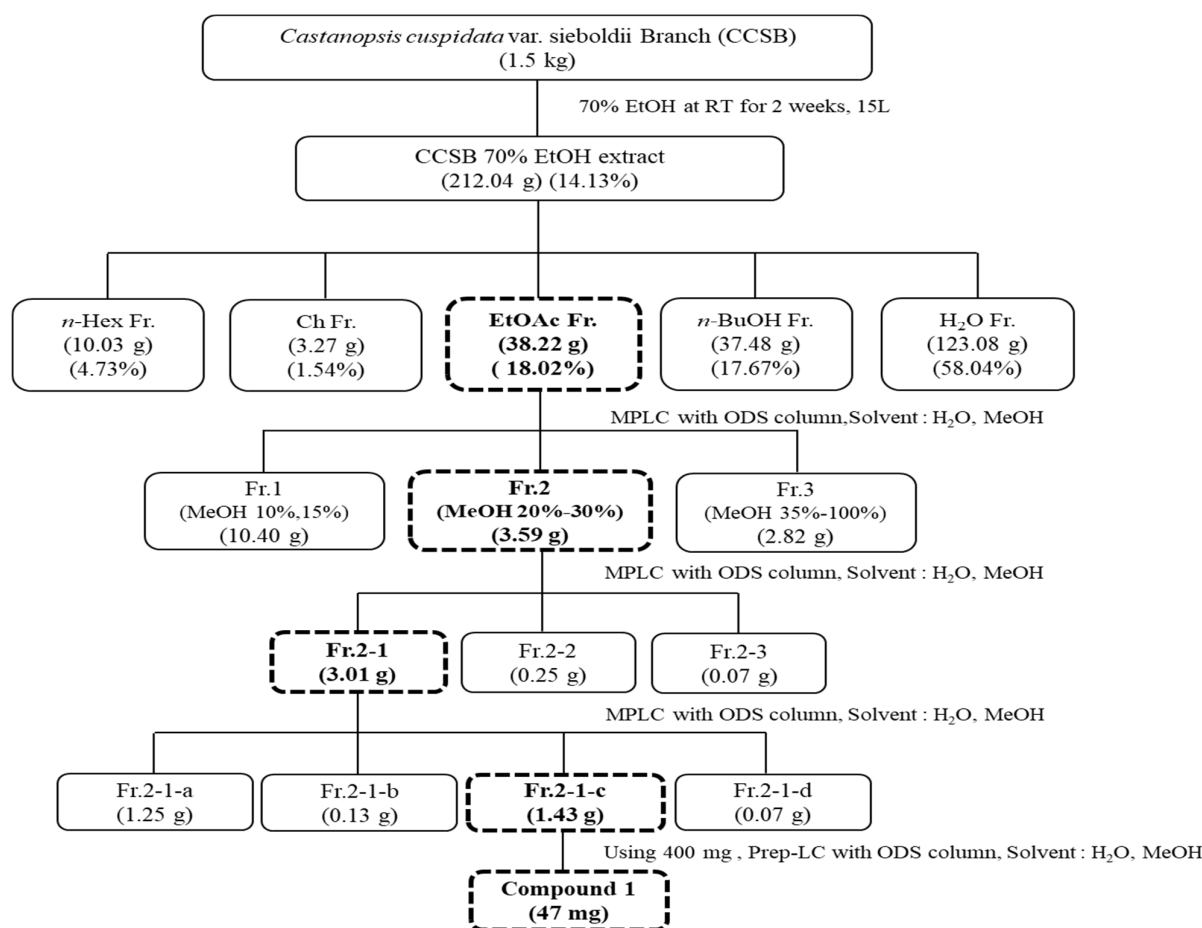 Castanopsis cuspidata var. sieboldii Branch (CCSB)
(1.5 kg)
70% EtOH at RT for 2 weeks, 15L
CCSB 70% EtOH extract
(212.04 g) (14.13%)
n-Hex Fr.
(10.03 g)
(4.73%)
Ch Fr.
(3.27 g)
(1.54%)
EtOAc Fr.
(38.22 g)
( 18.02%)
n-BuOH Fr.
(37.48 g)
(17.67%)
H₂O Fr.
(123.08 g)
(58.04%)
MPLC with ODS column,Solvent : H₂O, MeOH
Fr.1
(MeOH 10%,15%)
(10.40 g)
Fr.2
(MeOH 20%-30%)
(3.59 g)
Fr.3
(MeOH 35%-100%)
(2.82 g)
MPLC with ODS column, Solvent : H₂O, MeOH
Fr.2-1
(3.01 g)
Fr.2-2
(0.25 g)
Fr.2-3
(0.07 g)
MPLC with ODS column, Solvent : H₂O, MeOH
Fr.2-1-a
(1.25 g)
Fr.2-1-b
(0.13 g)
Fr.2-1-c
(1.43 g)
Fr.2-1-d
(0.07 g)
Using 400 mg , Prep-LC with ODS column, Solvent : H₂O, MeOH
Compound 1
(47 mg)